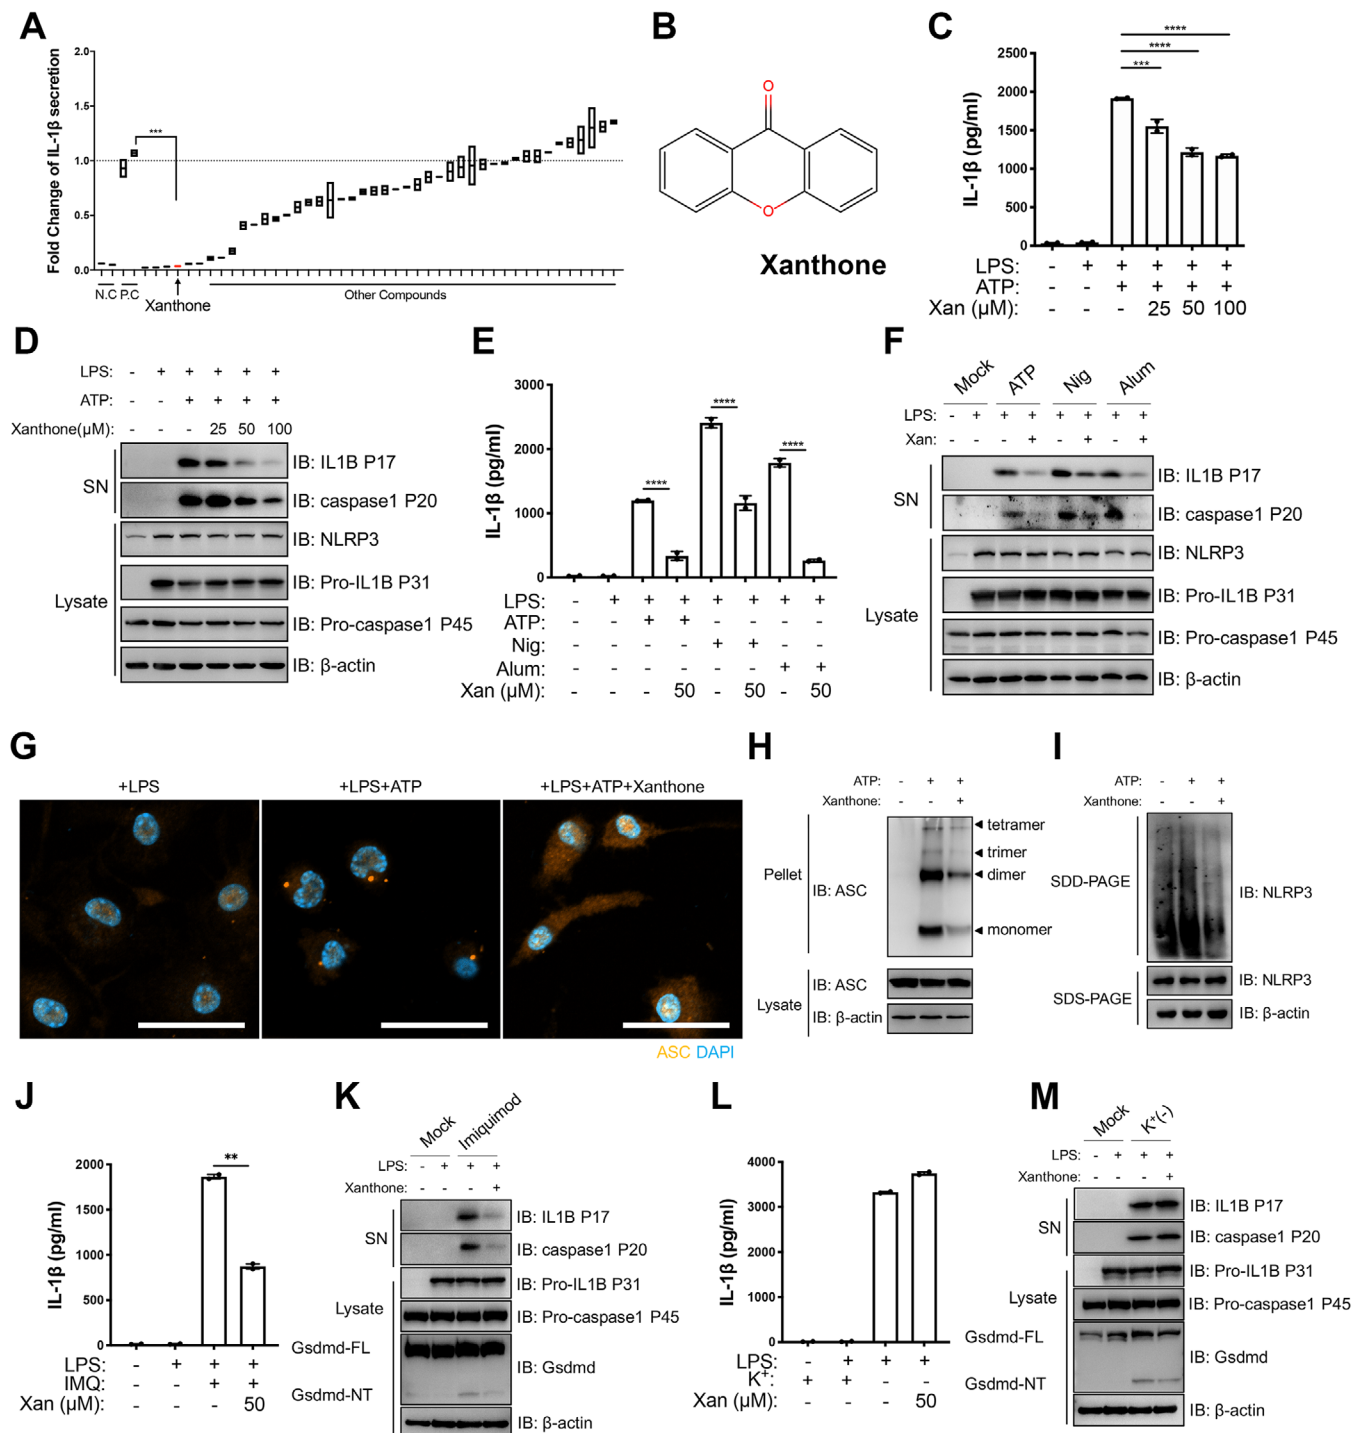 A
Fold Change of IL-1β secretion
2.0
1.5
1.0
0.5
0.0
***
N.C P.C
Xanthone
Other Compounds
B
O
O
Xanthone
C
IL-1β (pg/ml)
2500
2000
1500
1000
500
0
****
****
***
LPS: - + + + + +
ATP: - - + + + +
Xan (μM): - - - 25 50 100
D
LPS: - + + + + +
ATP: - - + + + +
Xanthone(μM): - - - 25 50 100
SN
IB: IL1B P17
IB: caspase1 P20
Lysate
IB: NLRP3
IB: Pro-IL1B P31
IB: Pro-caspase1 P45
IB: β-actin
E
IL-1β (pg/ml)
3000
2000
1000
0
****
****
****
LPS: - + + + + + + +
ATP: - - + + - - - -
Nig: - - - - + + - -
Alum: - - - - - - + +
Xan (μM): - - - 50 - 50 - 50
F
Mock ATP Nig Alum
LPS: - + + + + + + +
Xan: - - - + - + - +
SN
IB: IL1B P17
IB: caspase1 P20
Lysate
IB: NLRP3
IB: Pro-IL1B P31
IB: Pro-caspase1 P45
IB: β-actin
G
+LPS
+LPS+ATP
+LPS+ATP+Xanthone
ASC DAPI
H
ATP: - + +
Xanthone: - - +
Pellet
IB: ASC
tetramer
trimer
dimer
monomer
Lysate
IB: ASC
IB: β-actin
I
ATP: - + +
Xanthone: - - +
SDD-PAGE
IB: NLRP3
SDS-PAGE
IB: NLRP3
IB: β-actin
J
IL-1β (pg/ml)
2000
1500
1000
500
0
**
LPS: - + + +
IMQ: - - + +
Xan (μM): - - - 50
K
Mock Imiquimod
LPS: - + + +
Xanthone: - - - +
SN
IB: IL1B P17
IB: caspase1 P20
Lysate
IB: Pro-IL1B P31
IB: Pro-caspase1 P45
Gsdmd-FL
IB: Gsdmd
Gsdmd-NT
IB: β-actin
L
IL-1β (pg/ml)
4000
3000
2000
1000
0
LPS: - + + +
K+: + + - -
Xan (μM): - - - 50
M
Mock K+(-)
LPS: - + + +
Xanthone: - - - +
SN
IB: IL1B P17
IB: caspase1 P20
Lysate
IB: Pro-IL1B P31
IB: Pro-caspase1 P45
Gsdmd-FL
IB: Gsdmd
Gsdmd-NT
IB: β-actin